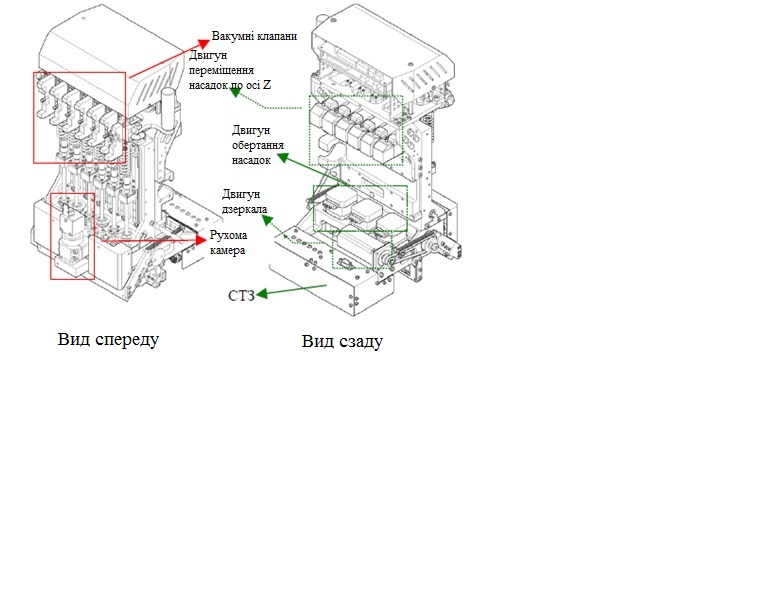 Вакумні клапани
Двигун
переміщення
насадок по осі Z
Двигун
обертання
насадок
Двигун
дзеркала
Рухома
камера
СТЗ
Вид спереду
Вид сзаду